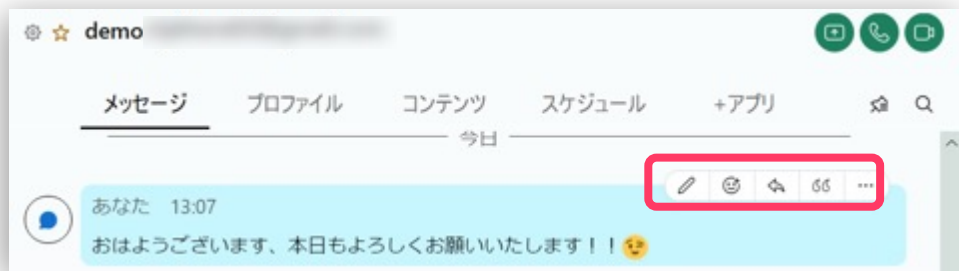 demo
メッセージ プロファイル コンテンツ スケジュール +アプリ
今日
あなた 13:07
おはようございます、本日もよろしくお願いいたします！！😉